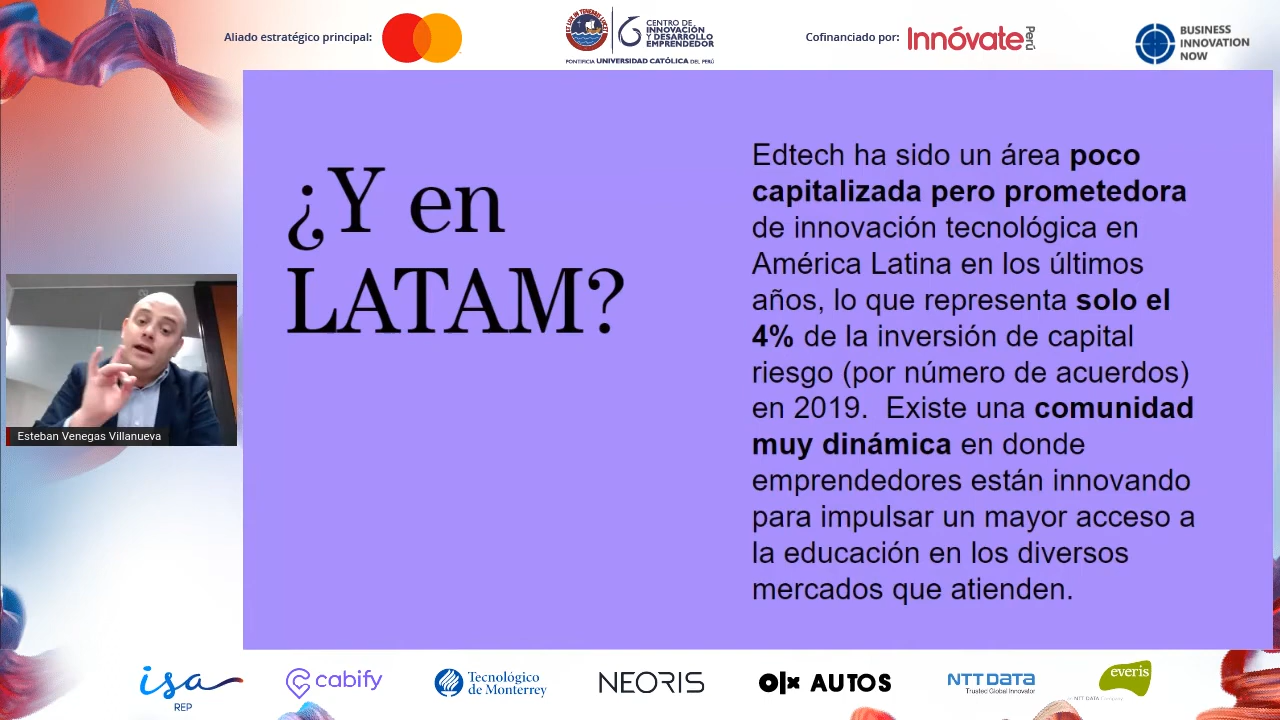 Aliado estratégico principal:
CENTRO DE
INNOVACIÓN
Y DESARROLLO
EMPRENDEDOR
PONTIFICIA UNIVERSIDAD CATÓLICA DEL PERÚ
Cofinanciado por:
Innóvate Perú
BUSINESS
INNOVATION
NOW
¿Y en
LATAM?
Edtech ha sido un área poco
capitalizada pero prometedora
de innovación tecnológica en
América Latina en los últimos
años, lo que representa solo el
4% de la inversión de capital
riesgo (por número de acuerdos)
en 2019. Existe una comunidad
muy dinámica en donde
emprendedores están innovando
para impulsar un mayor acceso a
la educación en los diversos
mercados que atienden.
Esteban Venegas Villanueva
isa
REP
cabify
Tecnológico
de Monterrey
NEORIS
olx AUTOS
NTT DATA
Trusted Global Innovator
everis
an NTT DATA Company